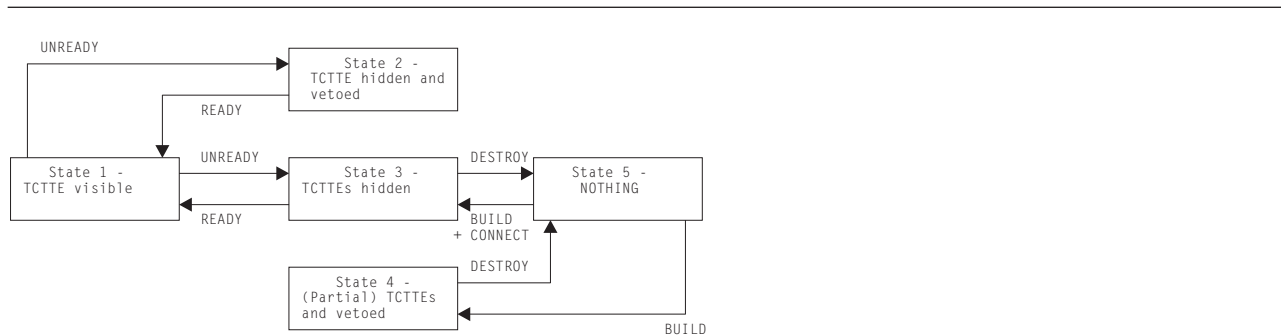 UNREADY
State 2 -
TCTTE hidden and
vetoed
READY
State 1 -
TCTTE visible
UNREADY
READY
State 3 -
TCTTEs hidden
DESTROY
BUILD
+ CONNECT
State 5 -
NOTHING
State 4 -
(Partial) TCTTEs
and vetoed
DESTROY
BUILD